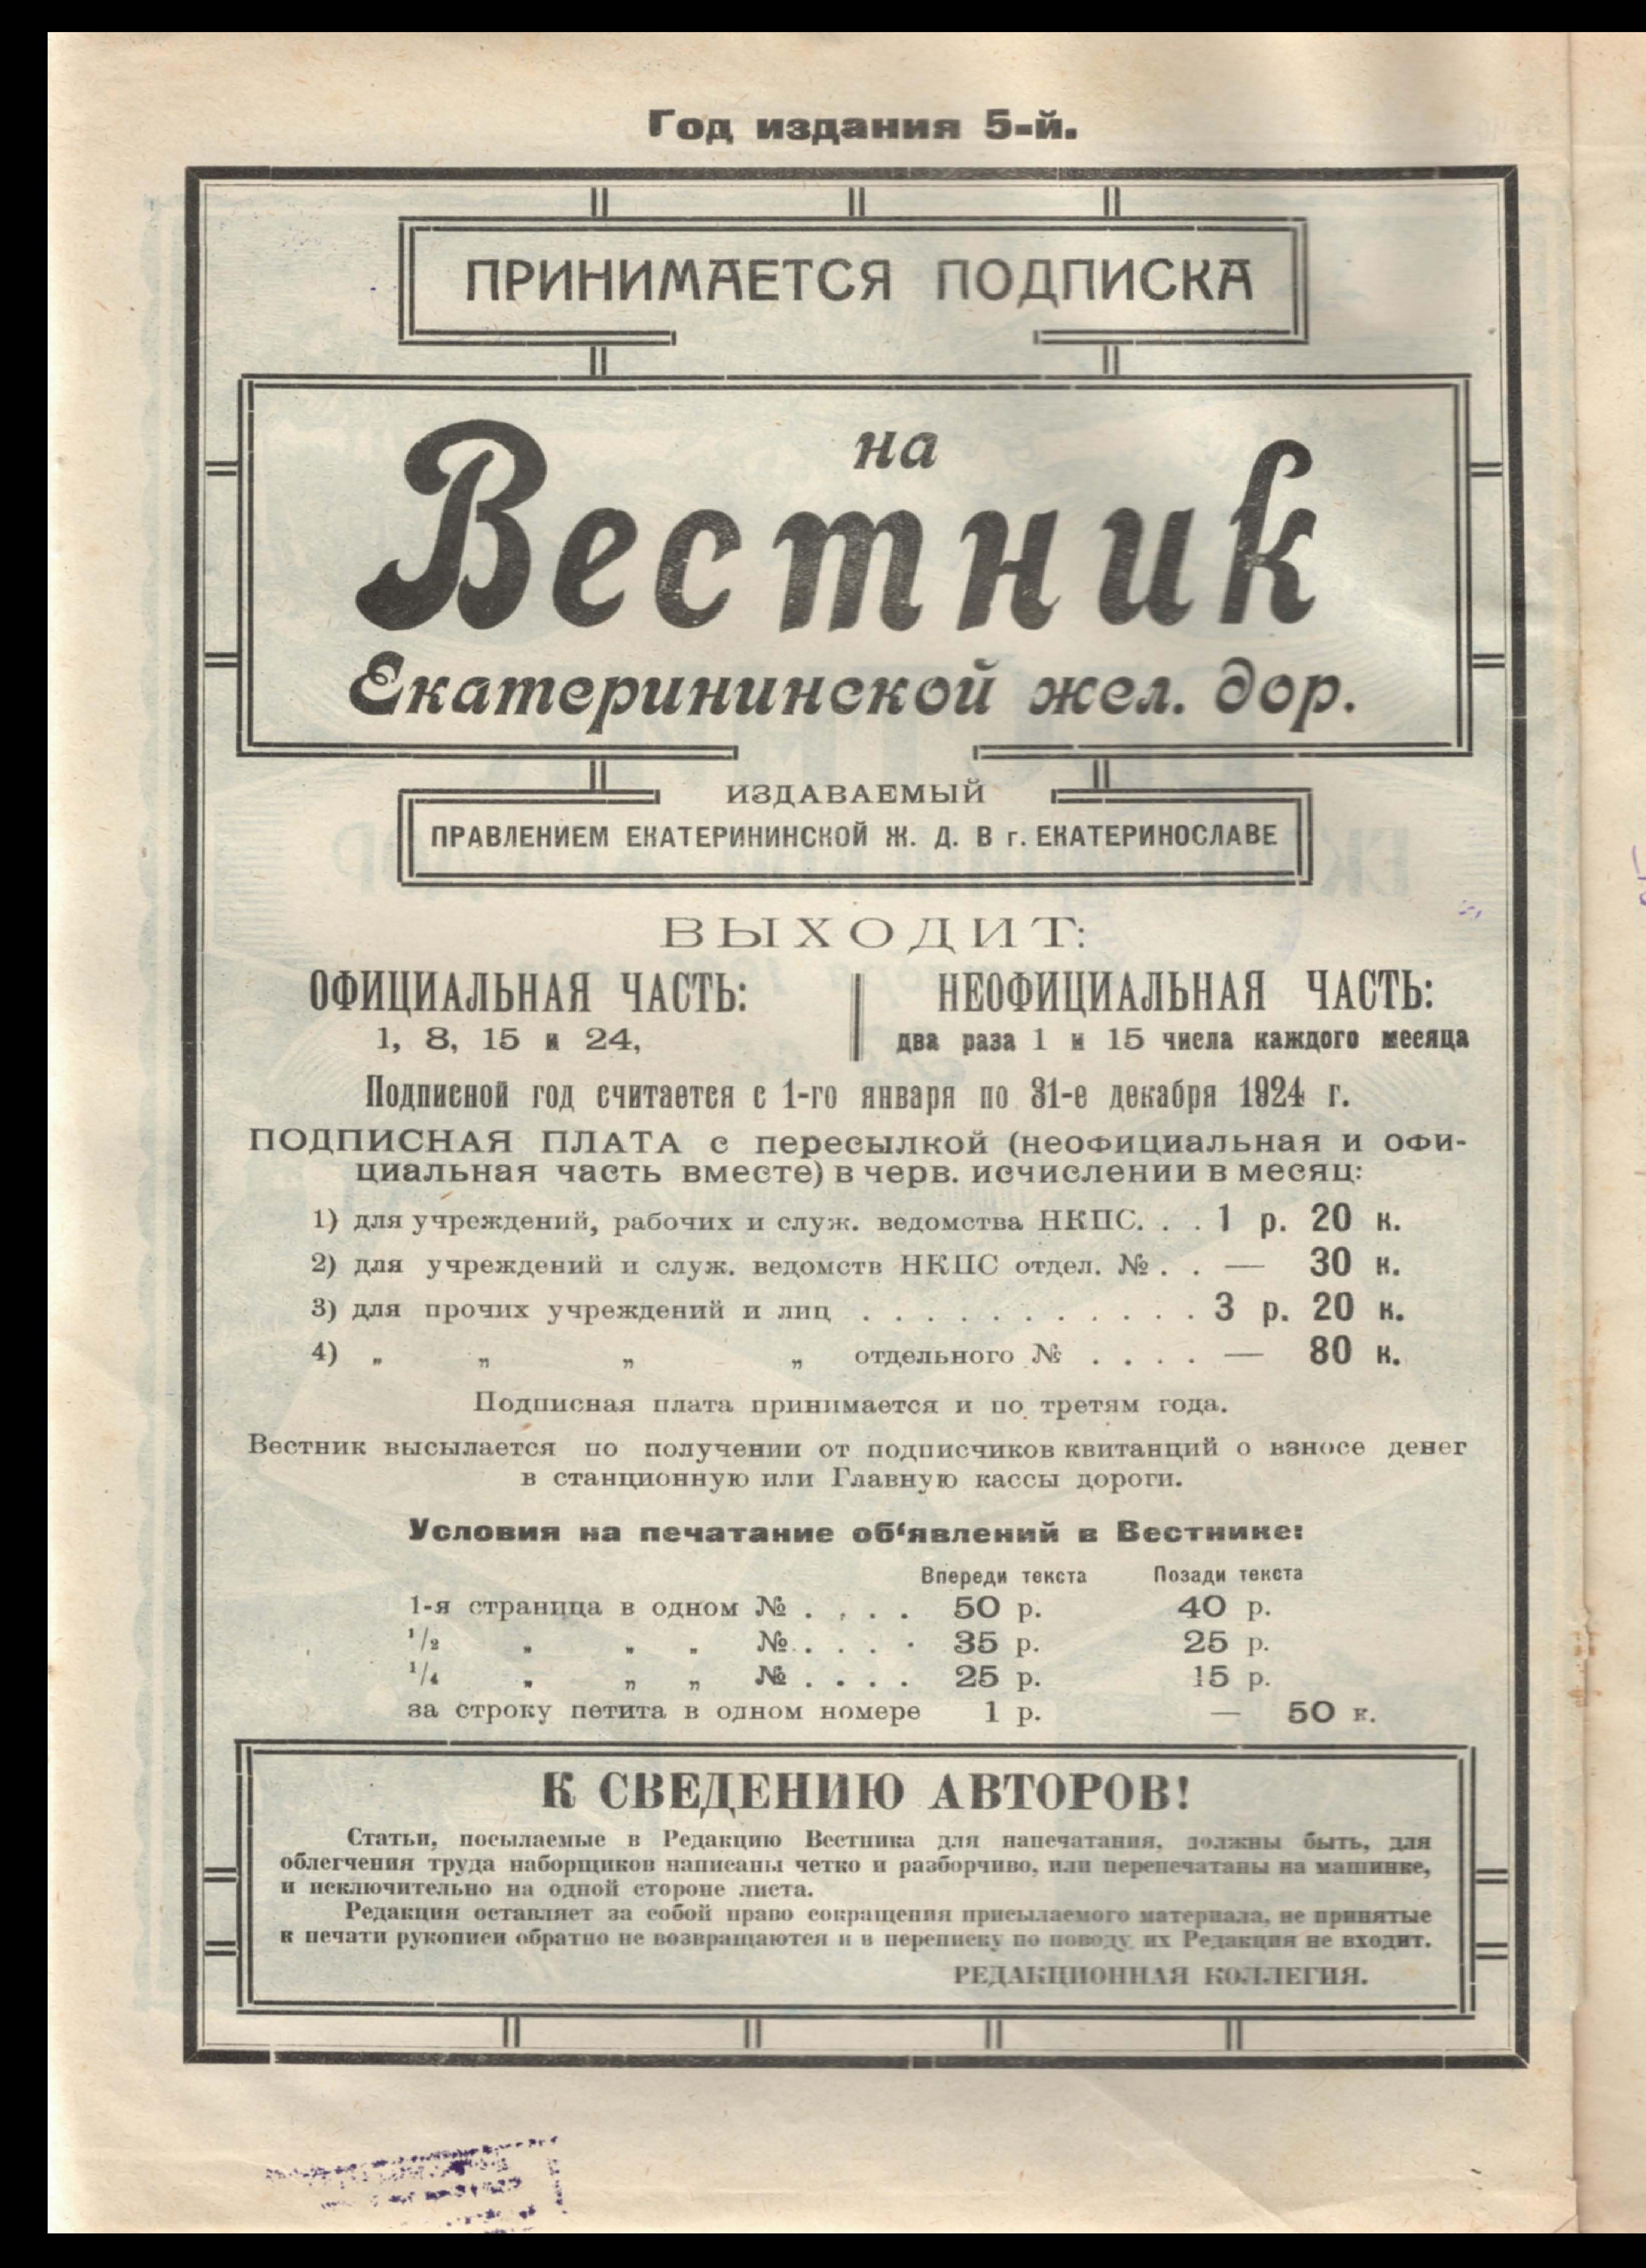 Год издания 5-й.
ПРИНИМАЕТСЯ ПОДПИСКА
на
Вестник
Екатерининской жел. дор.
ИЗДАВАЕМЫЙ
ПРАВЛЕНИЕМ ЕКАТЕРИНИНСКОЙ Ж. Д. В г. ЕКАТЕРИНОСЛАВЕ
ВЫХОДИТ:
ОФИЦИАЛЬНАЯ ЧАСТЬ:
1, 8, 15 и 24,
НЕОФИЦИАЛЬНАЯ ЧАСТЬ:
два раза 1 и 15 числа каждого месяца
Подписной год считается с 1-го января по 31-е декабря 1924 г.
ПОДПИСНАЯ ПЛАТА с пересылкой (неофициальная и офи-
циальная часть вместе) в черв. исчислении в месяц:
1) для учреждений, рабочих и служ. ведомства НКПС. . . 1 р. 20 к.
2) для учреждений и служ. ведомств НКПС отдел. № . . — 30 к.
3) для прочих учреждений и лиц . . . . . . . . . . . . 3 р. 20 к.
4) „ „ „ „ отдельного № . . . . — 80 к.
Подписная плата принимается и по третям года.
Вестник высылается по получении от подписчиков квитанций о взносе денег
в станционную или Главную кассы дороги.
Условия на печатание об‘явлений в Вестнике:
Впереди текста Позади текста
1-я страница в одном № . . . . 50 р. 40 р.
1/2 „ „ „ № . . . . 35 р. 25 р.
1/4 „ „ „ № . . . . 25 р. 15 р.
за строку петита в одном номере 1 р. — 50 к.
К СВЕДЕНИЮ АВТОРОВ!
Статьи, посылаемые в Редакцию Вестника для напечатания, должны быть, для
облегчения труда наборщиков написаны четко и разборчиво, или перепечатаны на машинке,
и исключительно на одной стороне листа.
Редакция оставляет за собой право сокращения присылаемого материала, не принятые
к печати рукописи обратно не возвращаются и в переписку по поводу их Редакция не входит.
РЕДАКЦИОННАЯ КОЛЛЕГИЯ.